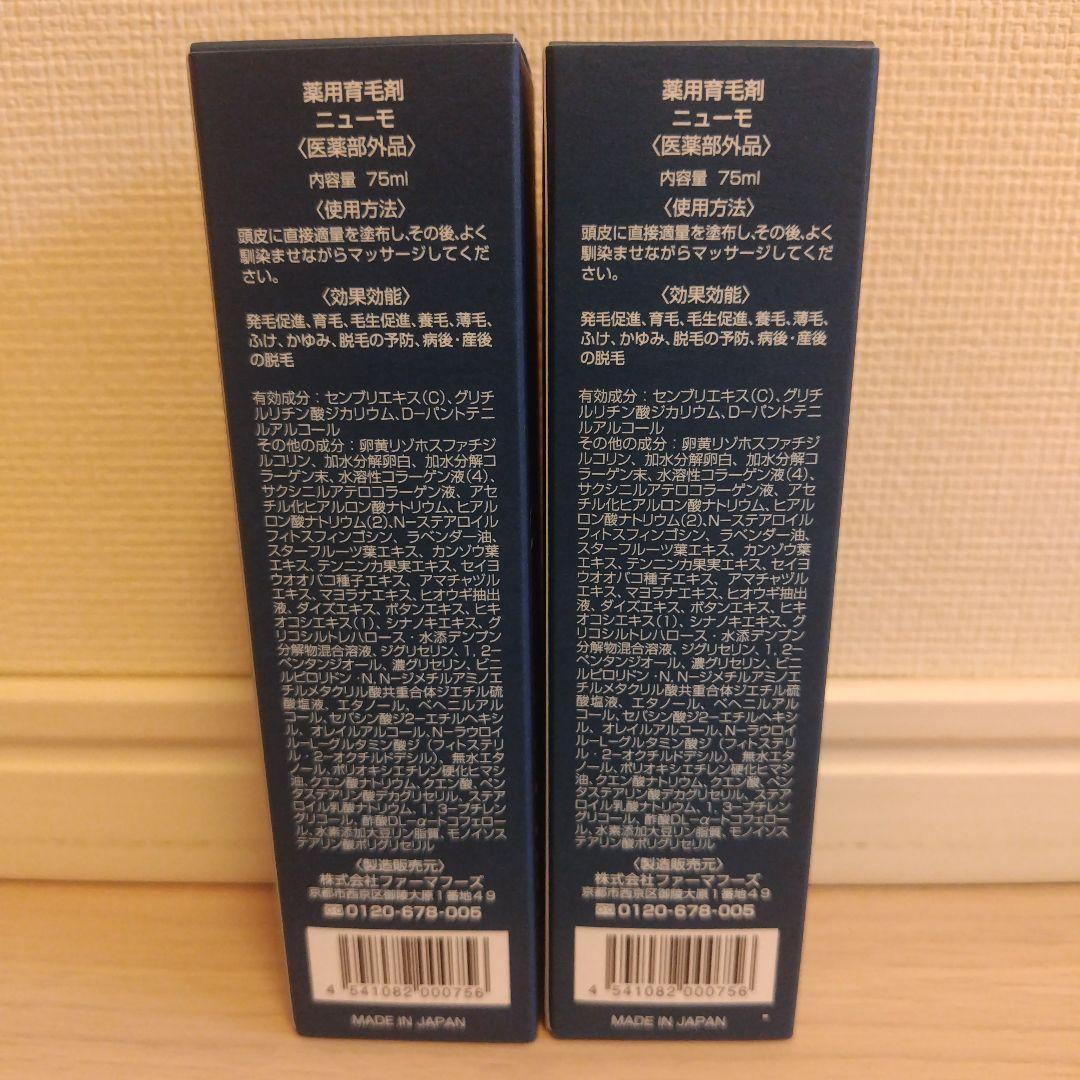 薬用育毛剤
ニューモ
〈医薬部外品〉
内容量 75ml
〈使用方法〉
頭皮に直接適量を塗布し、その後、よく
馴染ませながらマッサージしてくだ
さい。
〈効果効能〉
発毛促進、育毛、毛生促進、養毛、薄毛、
ふけ、かゆみ、脱毛の予防、病後・産後
の脱毛
有効成分：センブリエキス(C)、グリチ
ルリチン酸ジカリウム、D-パントテニ
ルアルコール
その他の成分：卵黄リゾホスファチジ
ルコリン、加水分解卵白、加水分解コ
ラーゲン末、水溶性コラーゲン液(4)、
サクシニルアテロコラーゲン液、アセ
チル化ヒアルロン酸ナトリウム、ヒアル
ロン酸ナトリウム(2)、N-ステアロイル
フィトスフィンゴシン、ラベンダー油、
スターフルーツ葉エキス、カンゾウ葉
エキス、テンニンカ果実エキス、セイヨ
ウオオバコ種子エキス、アマチャヅル
エキス、マヨラナエキス、ヒオウギ抽出
液、ダイズエキス、ボタンエキス、ヒキ
オコシエキス(1)、シナノキエキス、グ
リコシルトレハロース・水添デンプン
分解物混合溶液、ジグリセリン、1，2-
ペンタンジオール、濃グリセリン、ビニ
ルピロリドン・N，N-ジメチルアミノエ
チルメタクリル酸共重合体ジエチル硫
酸塩液、エタノール、ベヘニルアル
コール、セバシン酸ジ2-エチルヘキシ
ル、オレイルアルコール、N-ラウロイ
ル-L-グルタミン酸ジ(フィトステリ
ル・2-オクチルドデシル)、無水エタ
ノール、ポリオキシエチレン硬化ヒマシ
油、クエン酸ナトリウム、クエン酸、ペン
タステアリン酸デカグリセリル、ステア
ロイル乳酸ナトリウム、1，3-ブチレン
グリコール、酢酸DL-α-トコフェロー
ル、水素添加大豆リン脂質、モノイソス
テアリン酸ポリグリセリル
〈製造販売元〉
株式会社ファーマフーズ
京都市西京区御陵大原1番地49
0120-678-005
4 541082 000756
MADE IN JAPAN
薬用育毛剤
ニューモ
〈医薬部外品〉
内容量 75ml
〈使用方法〉
頭皮に直接適量を塗布し、その後、よく
馴染ませながらマッサージしてくだ
さい。
〈効果効能〉
発毛促進、育毛、毛生促進、養毛、薄毛、
ふけ、かゆみ、脱毛の予防、病後・産後
の脱毛
有効成分：センブリエキス(C)、グリチ
ルリチン酸ジカリウム、D-パントテニ
ルアルコール
その他の成分：卵黄リゾホスファチジ
ルコリン、加水分解卵白、加水分解コ
ラーゲン末、水溶性コラーゲン液(4)、
サクシニルアテロコラーゲン液、アセ
チル化ヒアルロン酸ナトリウム、ヒアル
ロン酸ナトリウム(2)、N-ステアロイル
フィトスフィンゴシン、ラベンダー油、
スターフルーツ葉エキス、カンゾウ葉
エキス、テンニンカ果実エキス、セイヨ
ウオオバコ種子エキス、アマチャヅル
エキス、マヨラナエキス、ヒオウギ抽出
液、ダイズエキス、ボタンエキス、ヒキ
オコシエキス(1)、シナノキエキス、グ
リコシルトレハロース・水添デンプン
分解物混合溶液、ジグリセリン、1，2-
ペンタンジオール、濃グリセリン、ビニ
ルピロリドン・N，N-ジメチルアミノエ
チルメタクリル酸共重合体ジエチル硫
酸塩液、エタノール、ベヘニルアル
コール、セバシン酸ジ2-エチルヘキシ
ル、オレイルアルコール、N-ラウロイ
ル-L-グルタミン酸ジ(フィトステリ
ル・2-オクチルドデシル)、無水エタ
ノール、ポリオキシエチレン硬化ヒマシ
油、クエン酸ナトリウム、クエン酸、ペン
タステアリン酸デカグリセリル、ステア
ロイル乳酸ナトリウム、1，3-ブチレン
グリコール、酢酸DL-α-トコフェロー
ル、水素添加大豆リン脂質、モノイソス
テアリン酸ポリグリセリル
〈製造販売元〉
株式会社ファーマフーズ
京都市西京区御陵大原1番地49
0120-678-005
4 541082 000756
MADE IN JAPAN